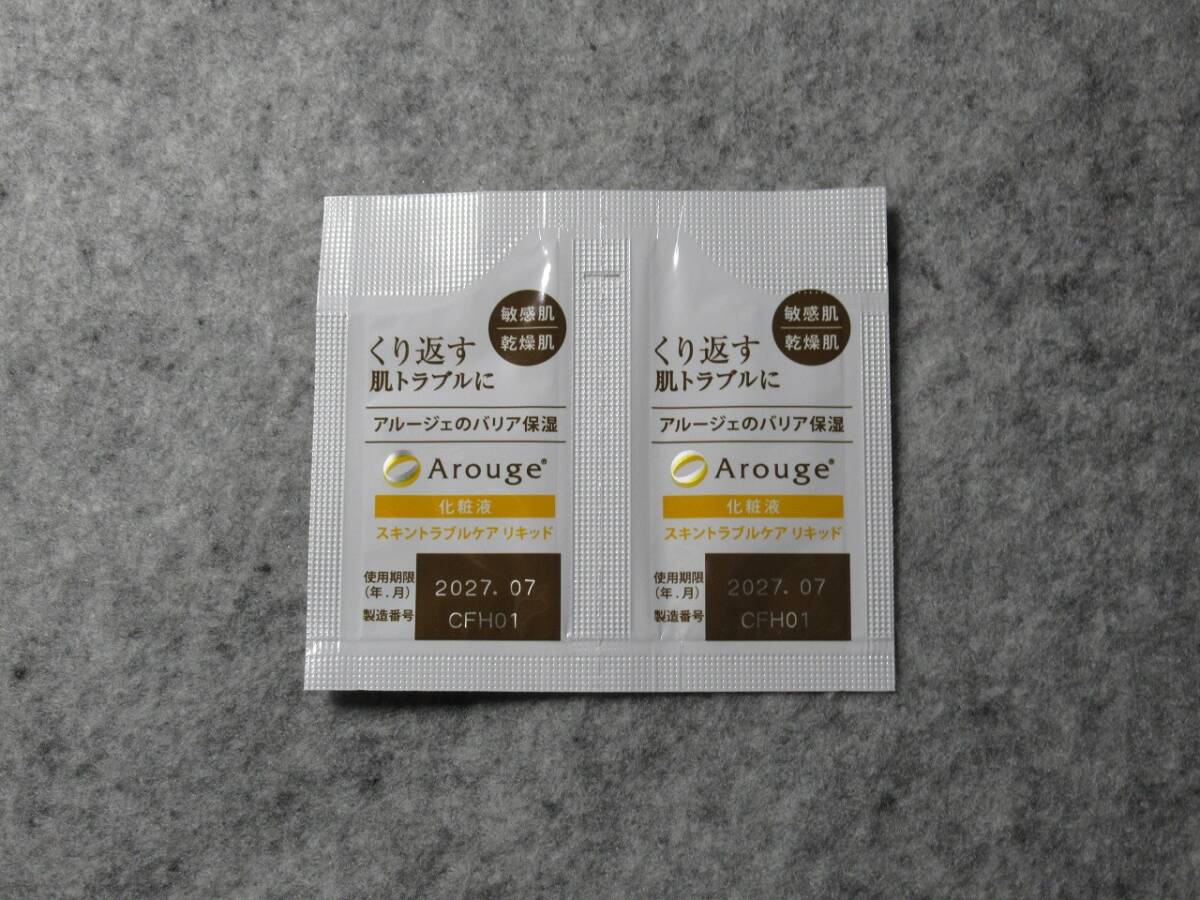 敏感肌
乾燥肌
くり返す
肌トラブルに
アルージェのバリア保湿
Arouge®
化粧液
スキントラブルケア リキッド
使用期限
(年.月)
2027.07
製造番号
CFH01
敏感肌
乾燥肌
くり返す
肌トラブルに
アルージェのバリア保湿
Arouge®
化粧液
スキントラブルケア リキッド
使用期限
(年.月)
2027.07
製造番号
CFH01